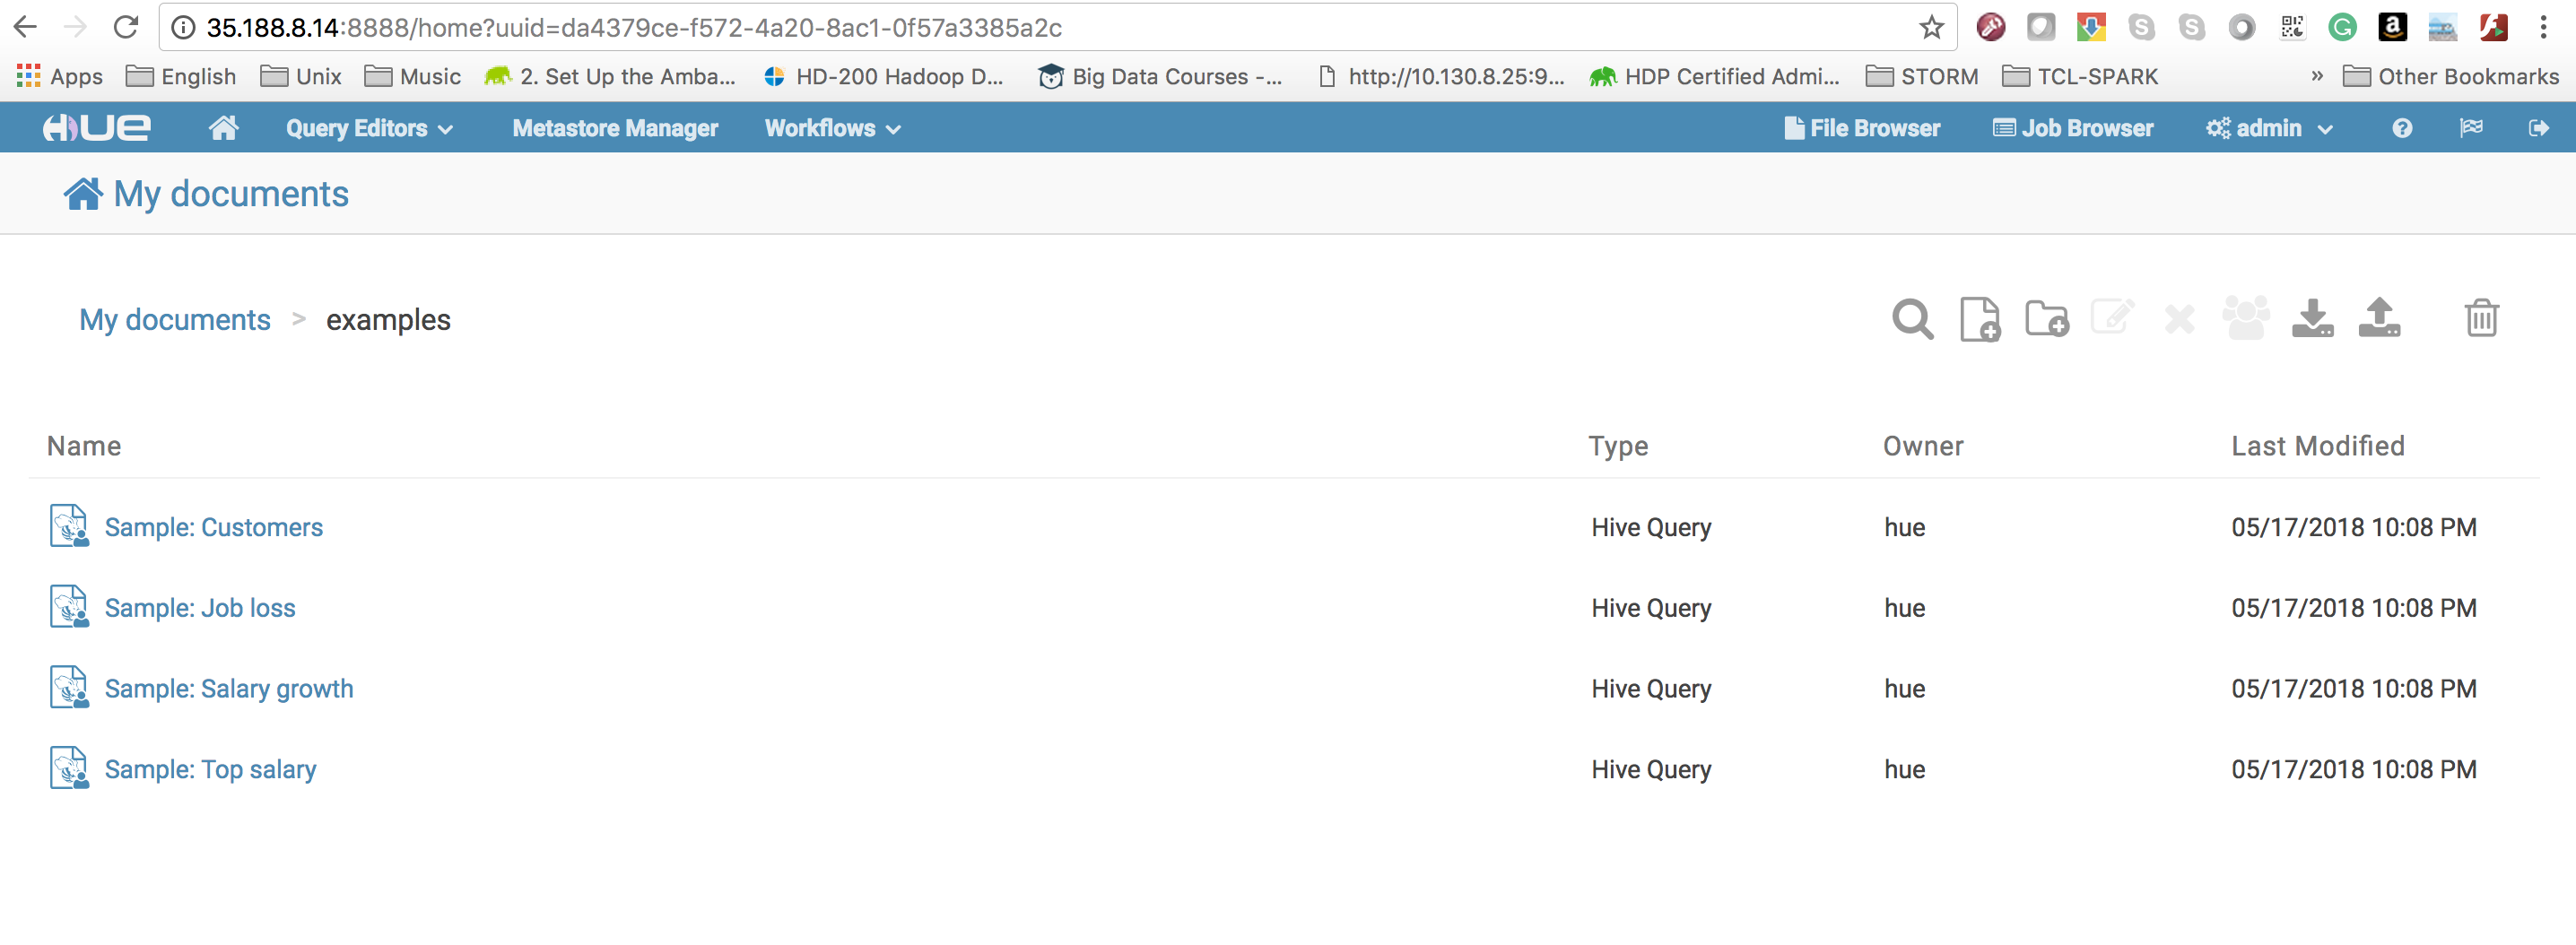 35.188.8.14:8888/home?uuid=da4379ce-f572-4a20-8ac1-0f57a3385a2c
Apps English Unix Music 2. Set Up the Amba... HD-200 Hadoop D... Big Data Courses -... http://10.130.8.25:9... HDP Certified Admi... STORM TCL-SPARK » Other Bookmarks
HUE Query Editors Metastore Manager Workflows File Browser Job Browser admin
My documents
My documents > examples
Name Type Owner Last Modified
Sample: Customers Hive Query hue 05/17/2018 10:08 PM
Sample: Job loss Hive Query hue 05/17/2018 10:08 PM
Sample: Salary growth Hive Query hue 05/17/2018 10:08 PM
Sample: Top salary Hive Query hue 05/17/2018 10:08 PM